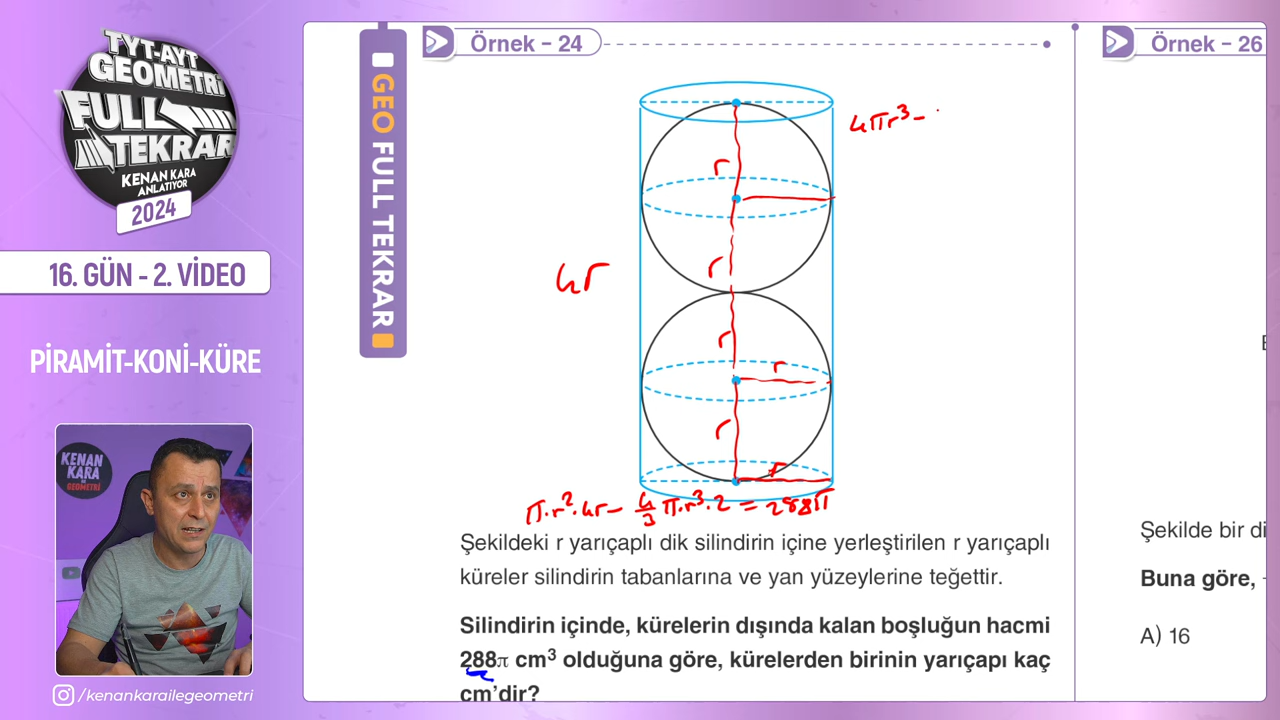 TYT-AYT
GEOMETRİ
FULL
TEKRAR
KENAN KARA
ANLATIYOR
2024
16. GÜN - 2. VİDEO
PİRAMİT-KONİ-KÜRE
KENAN
KARA
GEOMETRİ
/kenankarailegeometri
GEO FULL TEKRAR
Örnek – 24
4πr³ -
r
r
4r
r
r
r
r
π·r²·4r - 4/3 π·r³·2 = 288π
Şekildeki r yarıçaplı dik silindirin içine yerleştirilen r yarıçaplı
küreler silindirin tabanlarına ve yan yüzeylerine teğettir.
Silindirin içinde, kürelerin dışında kalan boşluğun hacmi
288π cm³ olduğuna göre, kürelerden birinin yarıçapı kaç
cm'dir?
Örnek – 26
Şekilde bir di
Buna göre,
A) 16